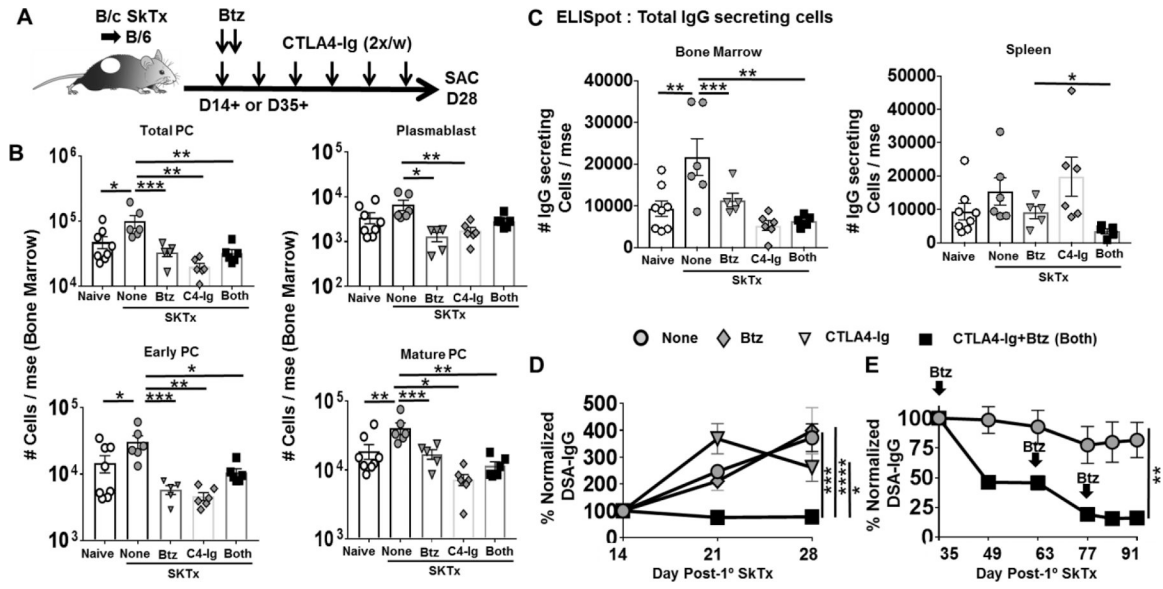 A
B/c SkTx
B/6
Btz
CTLA4-Ig (2x/w)
D14+ or D35+
SAC
D28
B
# Cells / mse (Bone Marrow)
Total PC
10^6
10^5
10^4
**
**
*
***
Naive None Btz C4-Ig Both
SKTx
Plasmablast
10^5
10^4
10^3
10^2
**
*
Naive None Btz C4-Ig Both
SKTx
# Cells / mse (Bone Marrow)
Early PC
10^5
10^4
10^3
*
**
*
***
Naive None Btz C4-Ig Both
SKTx
Mature PC
10^5
10^4
10^3
**
*
**
***
Naive None Btz C4-Ig Both
SKTx
C ELISpot : Total IgG secreting cells
Bone Marrow
# IgG secreting
Cells / mse
40000
30000
20000
10000
0
**
**
***
Naive None Btz C4-Ig Both
SkTx
Spleen
# IgG secreting
Cells / mse
50000
40000
30000
20000
10000
0
*
Naive None Btz C4-Ig Both
SkTx
None
Btz
CTLA4-Ig
CTLA4-Ig+Btz (Both)
D
% Normalized
DSA-IgG
500
400
300
200
100
0
14 21 28
Day Post-1º SkTx
***
****
*
E
% Normalized
DSA-IgG
100
75
50
25
0
Btz
Btz
Btz
**
35 49 63 77 91
Day Post-1º SkTx